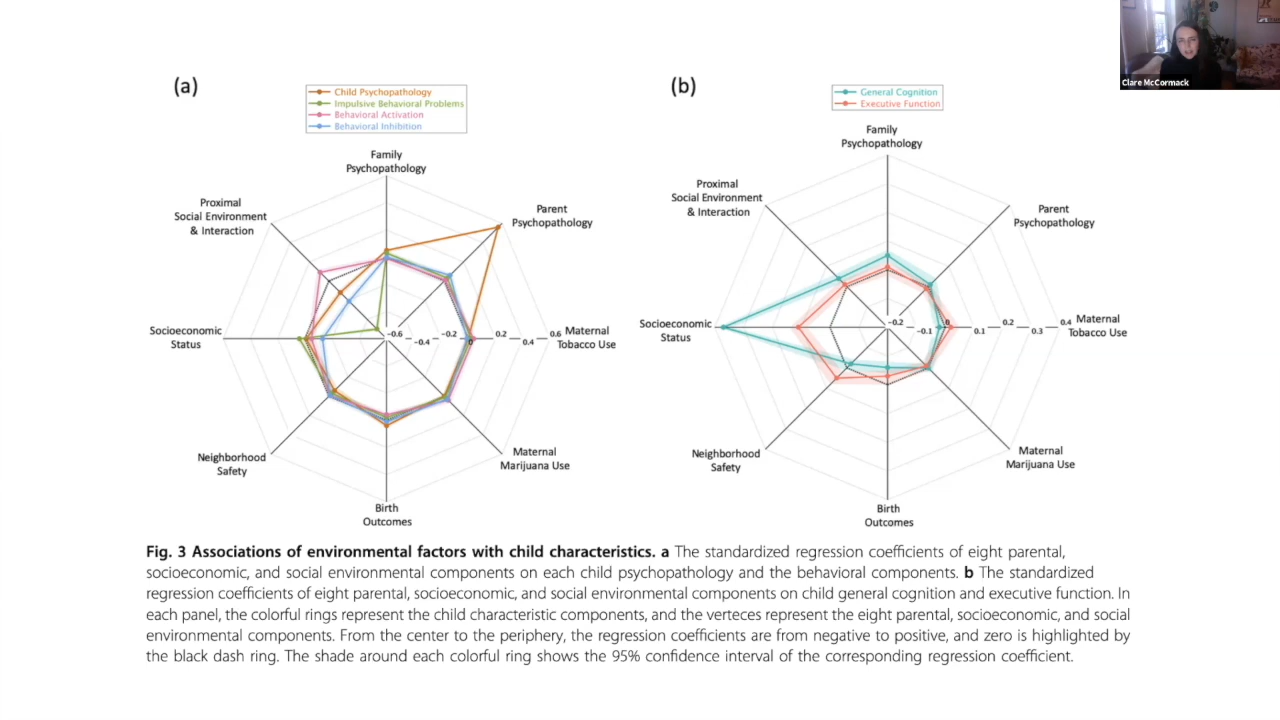 Clare McCormack
(a)
Child Psychopathology
Impulsive Behavioral Problems
Behavioral Activation
Behavioral Inhibition
Family
Psychopathology
Proximal
Social Environment
& Interaction
Parent
Psychopathology
Socioeconomic
Status
-0.6
-0.4
-0.2
0
0.2
0.4
0.6
Maternal
Tobacco Use
Neighborhood
Safety
Maternal
Marijuana Use
Birth
Outcomes
(b)
General Cognition
Executive Function
Family
Psychopathology
Proximal
Social Environment
& Interaction
Parent
Psychopathology
Socioeconomic
Status
-0.2
-0.1
0
0.1
0.2
0.3
0.4
Maternal
Tobacco Use
Neighborhood
Safety
Maternal
Marijuana Use
Birth
Outcomes
Fig. 3 Associations of environmental factors with child characteristics. a The standardized regression coefficients of eight parental,
socioeconomic, and social environmental components on each child psychopathology and the behavioral components. b The standardized
regression coefficients of eight parental, socioeconomic, and social environmental components on child general cognition and executive function. In
each panel, the colorful rings represent the child characteristic components, and the verteces represent the eight parental, socioeconomic, and social
environmental components. From the center to the periphery, the regression coefficients are from negative to positive, and zero is highlighted by
the black dash ring. The shade around each colorful ring shows the 95% confidence interval of the corresponding regression coefficient.